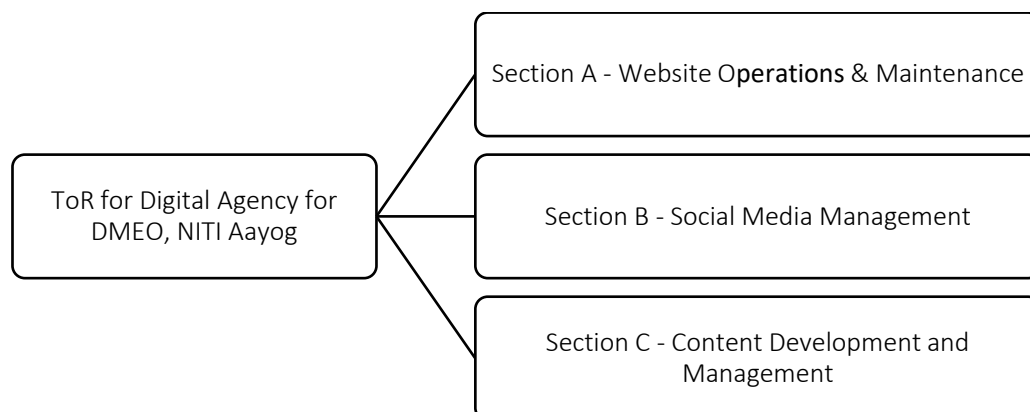 Section A - Website Operations & Maintenance
ToR for Digital Agency for
DMEO, NITI Aayog
Section B - Social Media Management
Section C - Content Development and
Management